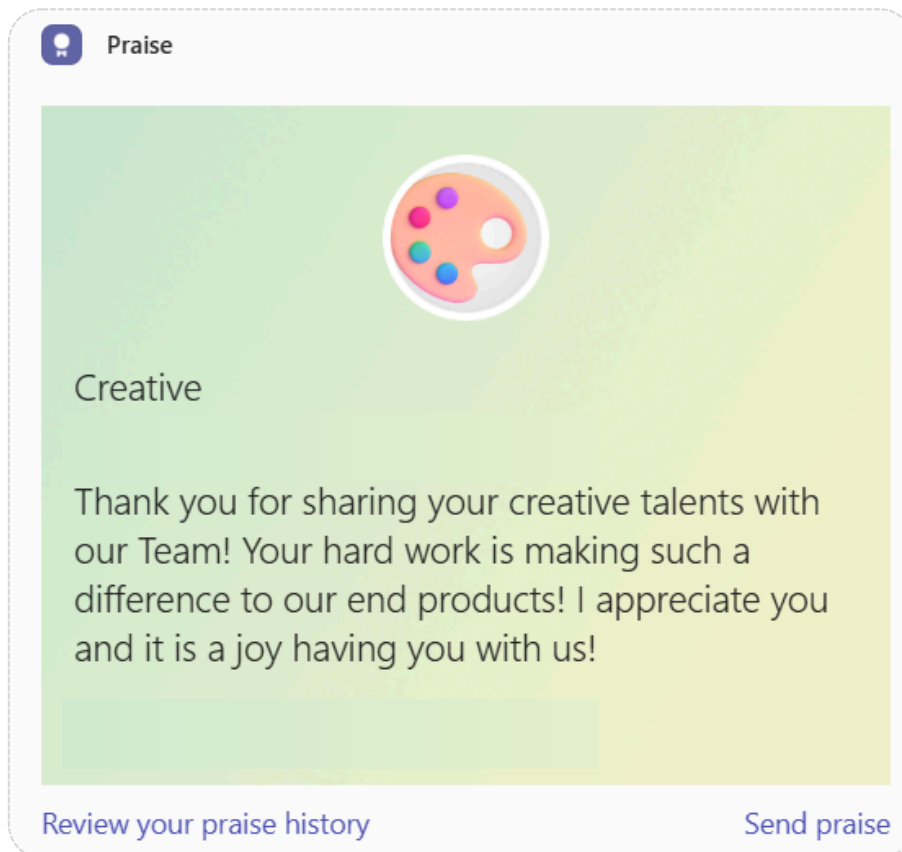 Praise
Creative
Thank you for sharing your creative talents with
our Team! Your hard work is making such a
difference to our end products! I appreciate you
and it is a joy having you with us!
Review your praise history
Send praise